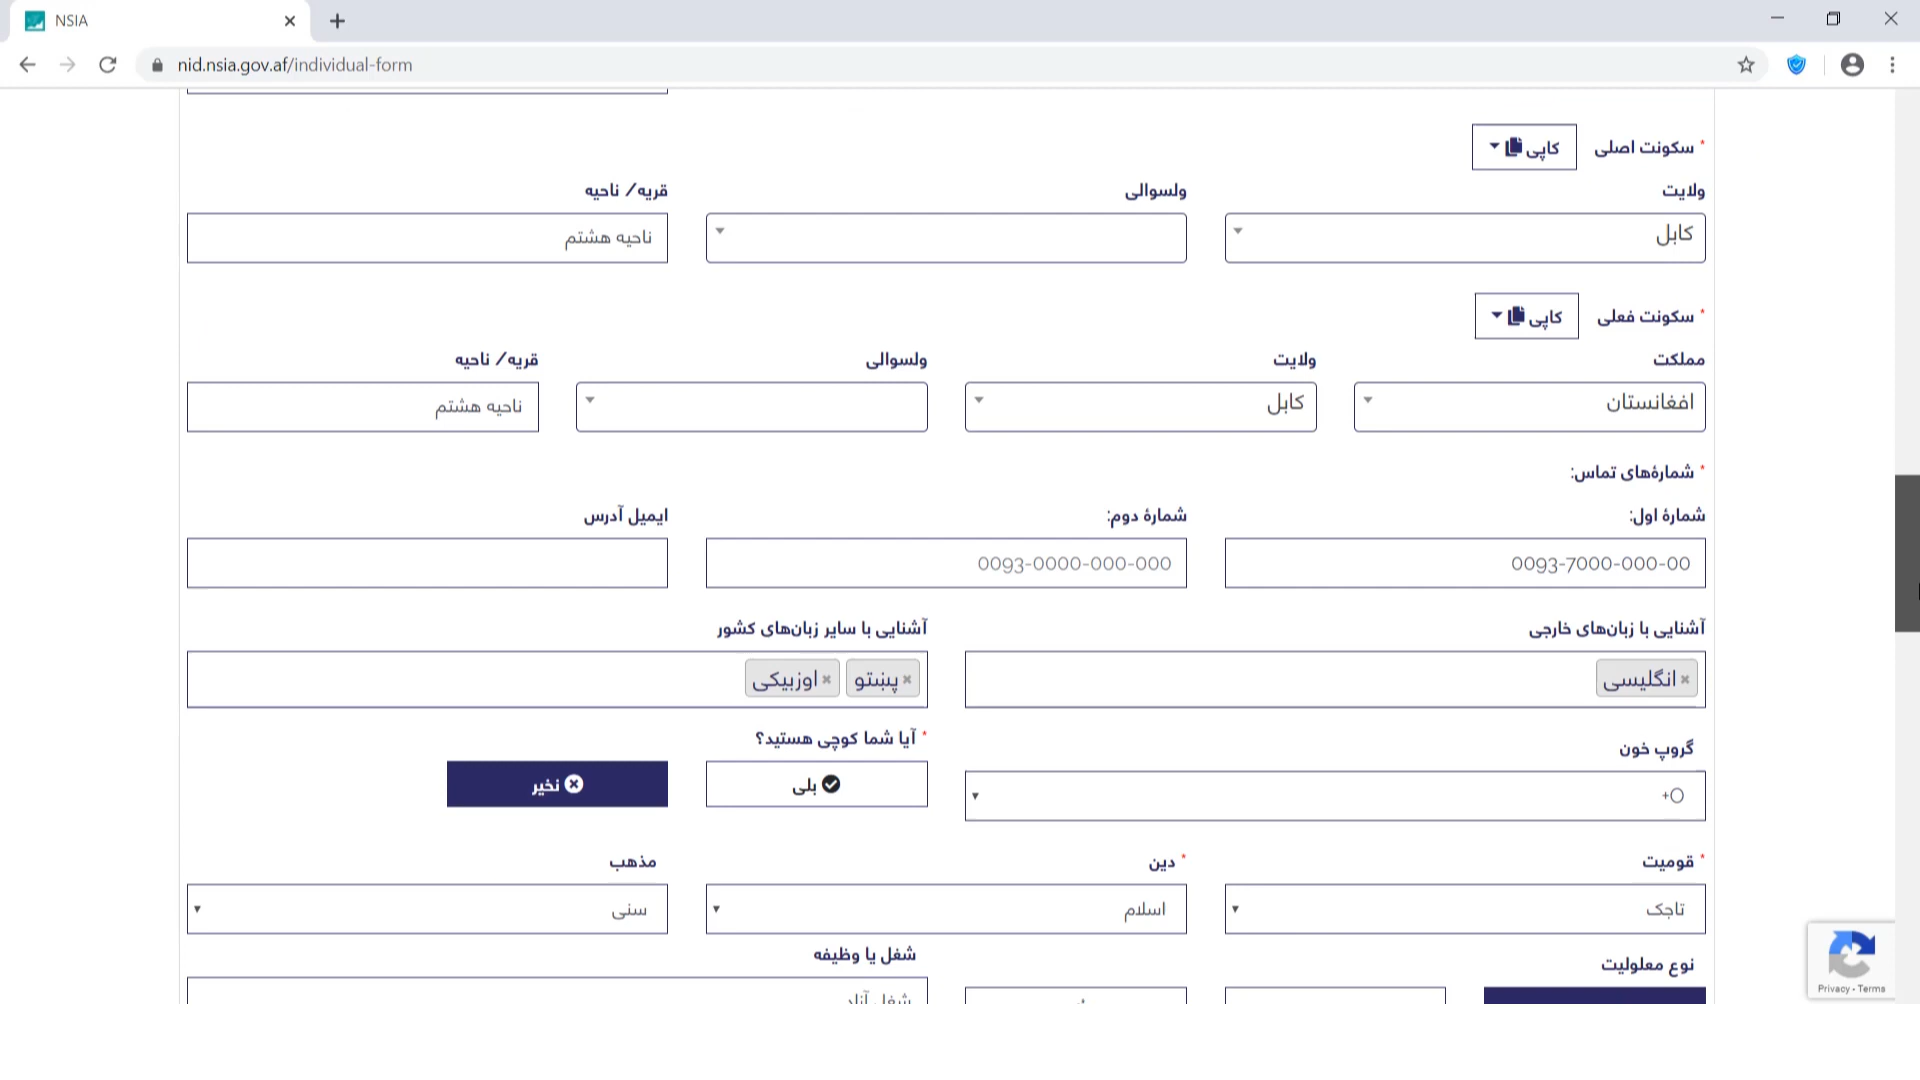 NSIA
nid.nsia.gov.af/individual-form
* سکونت اصلی کاپی
ولایت ولسوالی قریه/ ناحیه
کابل ناحیه هشتم
* سکونت فعلی کاپی
مملکت ولایت ولسوالی قریه/ ناحیه
افغانستان کابل ناحیه هشتم
* شماره‌های تماس:
شمارهٔ اول: شمارهٔ دوم: ایمیل آدرس
0093-7000-000-00 0093-0000-000-000
آشنایی با زبان‌های خارجی آشنایی با سایر زبان‌های کشور
× انگلیسی × پښتو × اوزبیکی
گروپ خون * آیا شما کوچی هستید؟
O+ بلی نخیر
* قومیت * دین مذهب
تاجک اسلام سنی
نوع معلولیت شغل یا وظیفه
شغل آزاد
Privacy - Terms